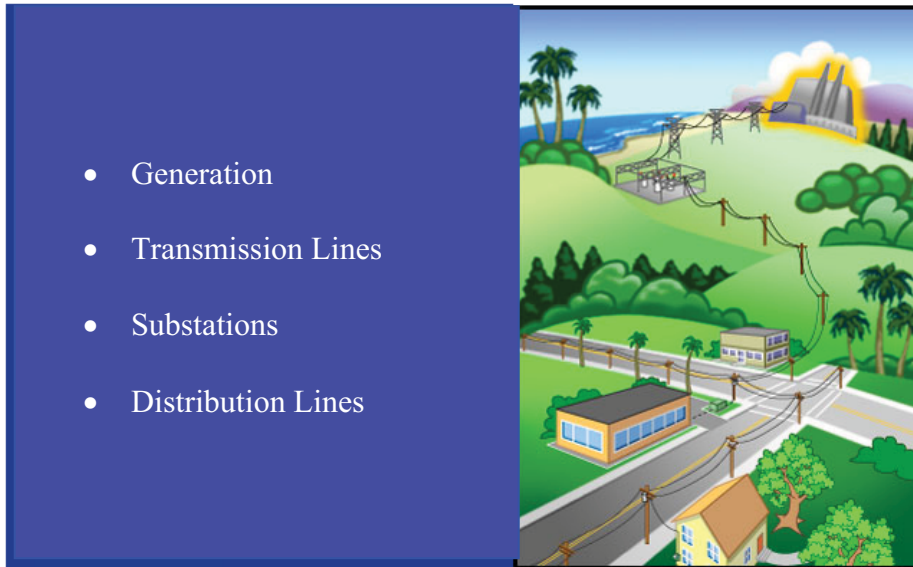 • Generation
• Transmission Lines
• Substations
• Distribution Lines